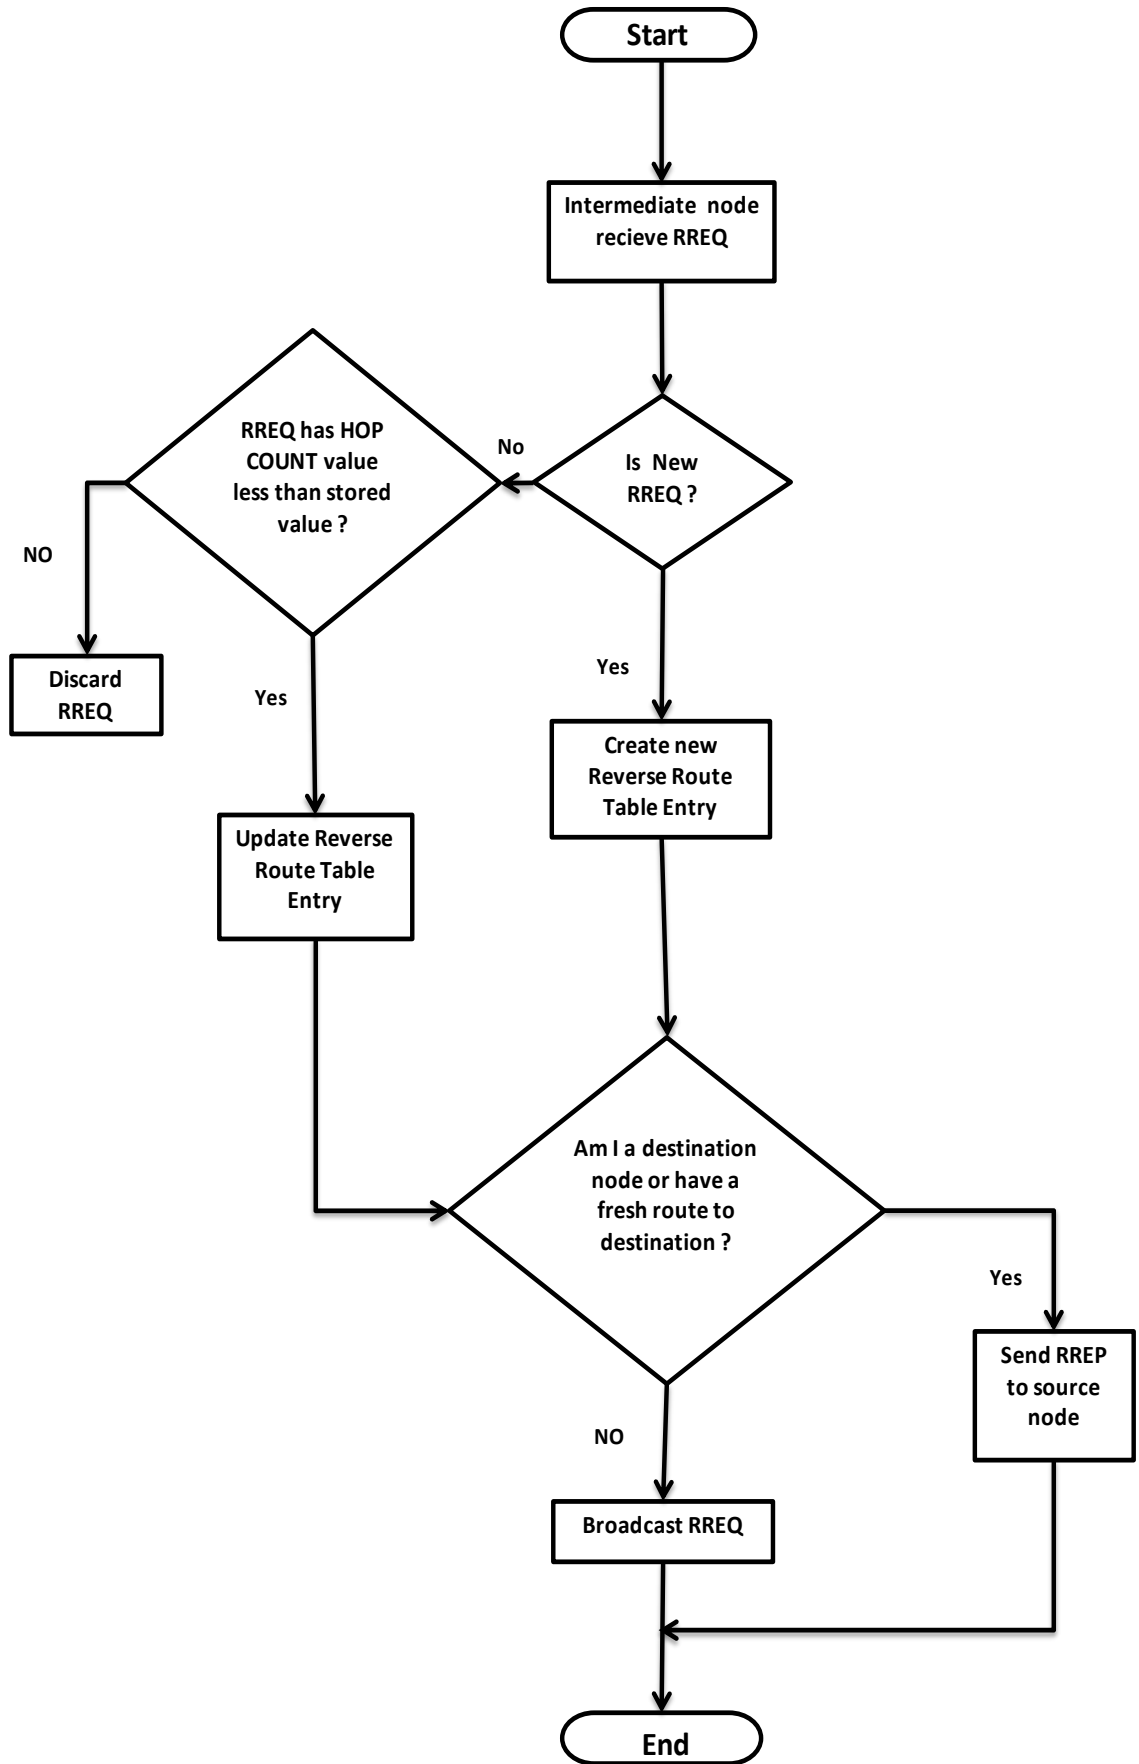 Start
Intermediate node
recieve RREQ
Is New
RREQ ?
No
RREQ has HOP
COUNT value
less than stored
value ?
NO
Discard
RREQ
Yes
Update Reverse
Route Table
Entry
Yes
Create new
Reverse Route
Table Entry
Am I a destination
node or have a
fresh route to
destination ?
Yes
Send RREP
to source
node
NO
Broadcast RREQ
End